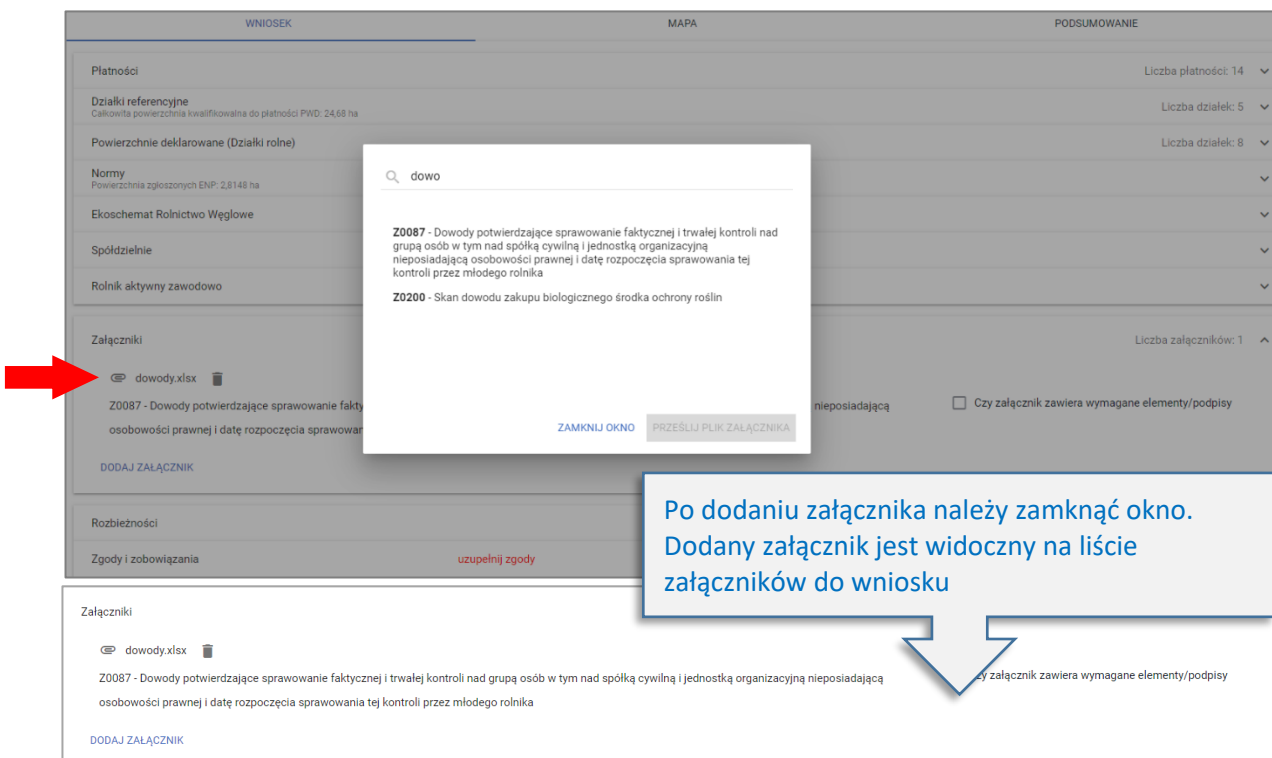 WNIOSEK
MAPA
PODSUMOWANIE
Płatności
Liczba płatności: 14
Działki referencyjne
Całkowita powierzchnia kwalifikowalna do płatności PWD: 24,68 ha
Liczba działek: 5
Powierzchnie deklarowane (Działki rolne)
Liczba działek: 8
Normy
Powierzchnia zgłoszonych ENP: 2,8148 ha
Ekoschemat Rolnictwo Węglowe
Spółdzielnie
Rolnik aktywny zawodowo
dowo
Z0087 - Dowody potwierdzające sprawowanie faktycznej i trwałej kontroli nad
grupą osób w tym nad spółką cywilną i jednostką organizacyjną
nieposiadającą osobowości prawnej i datę rozpoczęcia sprawowania tej
kontroli przez młodego rolnika
Z0200 - Skan dowodu zakupu biologicznego środka ochrony roślin
ZAMKNIJ OKNO
PRZEŚLIJ PLIK ZAŁĄCZNIKA
Załączniki
Liczba załączników: 1
dowody.xlsx
Z0087 - Dowody potwierdzające sprawowanie fakty
nieposiadającą
Czy załącznik zawiera wymagane elementy/podpisy
osobowości prawnej i datę rozpoczęcia sprawowan
DODAJ ZAŁĄCZNIK
Rozbieżności
Zgody i zobowiązania
uzupełnij zgody
Po dodaniu załącznika należy zamknąć okno.
Dodany załącznik jest widoczny na liście
załączników do wniosku
Załączniki
dowody.xlsx
Z0087 - Dowody potwierdzające sprawowanie faktycznej i trwałej kontroli nad grupą osób w tym nad spółką cywilną i jednostką organizacyjną nieposiadającą
zy załącznik zawiera wymagane elementy/podpisy
osobowości prawnej i datę rozpoczęcia sprawowania tej kontroli przez młodego rolnika
DODAJ ZAŁĄCZNIK